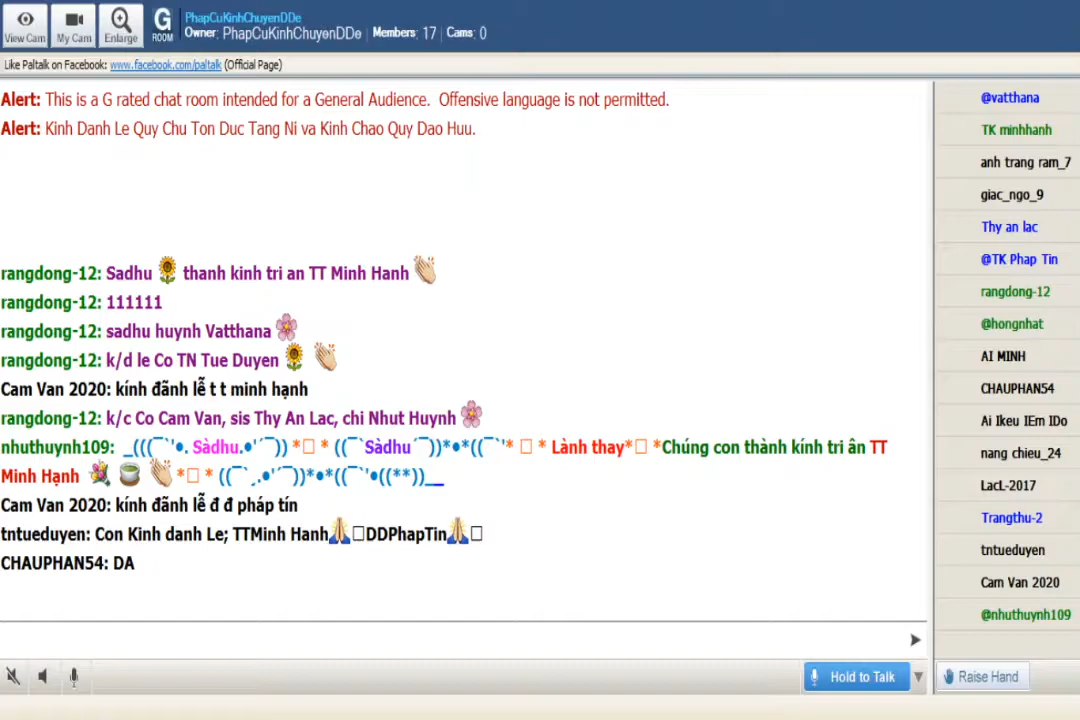 View Cam
My Cam
Enlarge
G
ROOM
PhapCuKinhChuyenDDe
Owner: PhapCuKinhChuyenDDe | Members: 17 | Cams: 0
Like Paltalk on Facebook: www.facebook.com/paltalk (Official Page)
Alert: This is a G rated chat room intended for a General Audience. Offensive language is not permitted.
Alert: Kinh Danh Le Quy Chu Ton Duc Tang Ni va Kinh Chao Quy Dao Huu.
rangdong-12: Sadhu 🌻 thanh kinh tri an TT Minh Hanh 👏
rangdong-12: 111111
rangdong-12: sadhu huynh Vatthana 🌸
rangdong-12: k/d le Co TN Tue Duyen 🌻 👏
Cam Van 2020: kính đãnh lễ t t minh hạnh
rangdong-12: k/c Co Cam Van, sis Thy An Lac, chi Nhut Huynh 🌸
nhuthuynh109: _(((¯`'•. Sàdhu.•'´¯)) *□ * ((¯`Sàdhu´¯))*•*((¯`'* □ * Lành thay*□ *Chúng con thành kính tri ân TT
Minh Hạnh 💐 🍵 👏 *□ * ((¯`¸.•'´¯))*•*((¯`'•((**))__
Cam Van 2020: kính đãnh lễ đ đ pháp tín
tntueduyen: Con Kinh danh Le; TTMinh Hanh🙏□DDPhapTin🙏□
CHAUPHAN54: DA
Hold to Talk
@vatthana
TK minhhanh
anh trang ram_7
giac_ngo_9
Thy an lac
@TK Phap Tin
rangdong-12
@hongnhat
AI MINH
CHAUPHAN54
Ai Ikeu IEm IDo
nang chieu_24
LacL-2017
Trangthu-2
tntueduyen
Cam Van 2020
@nhuthuynh109
Raise Hand